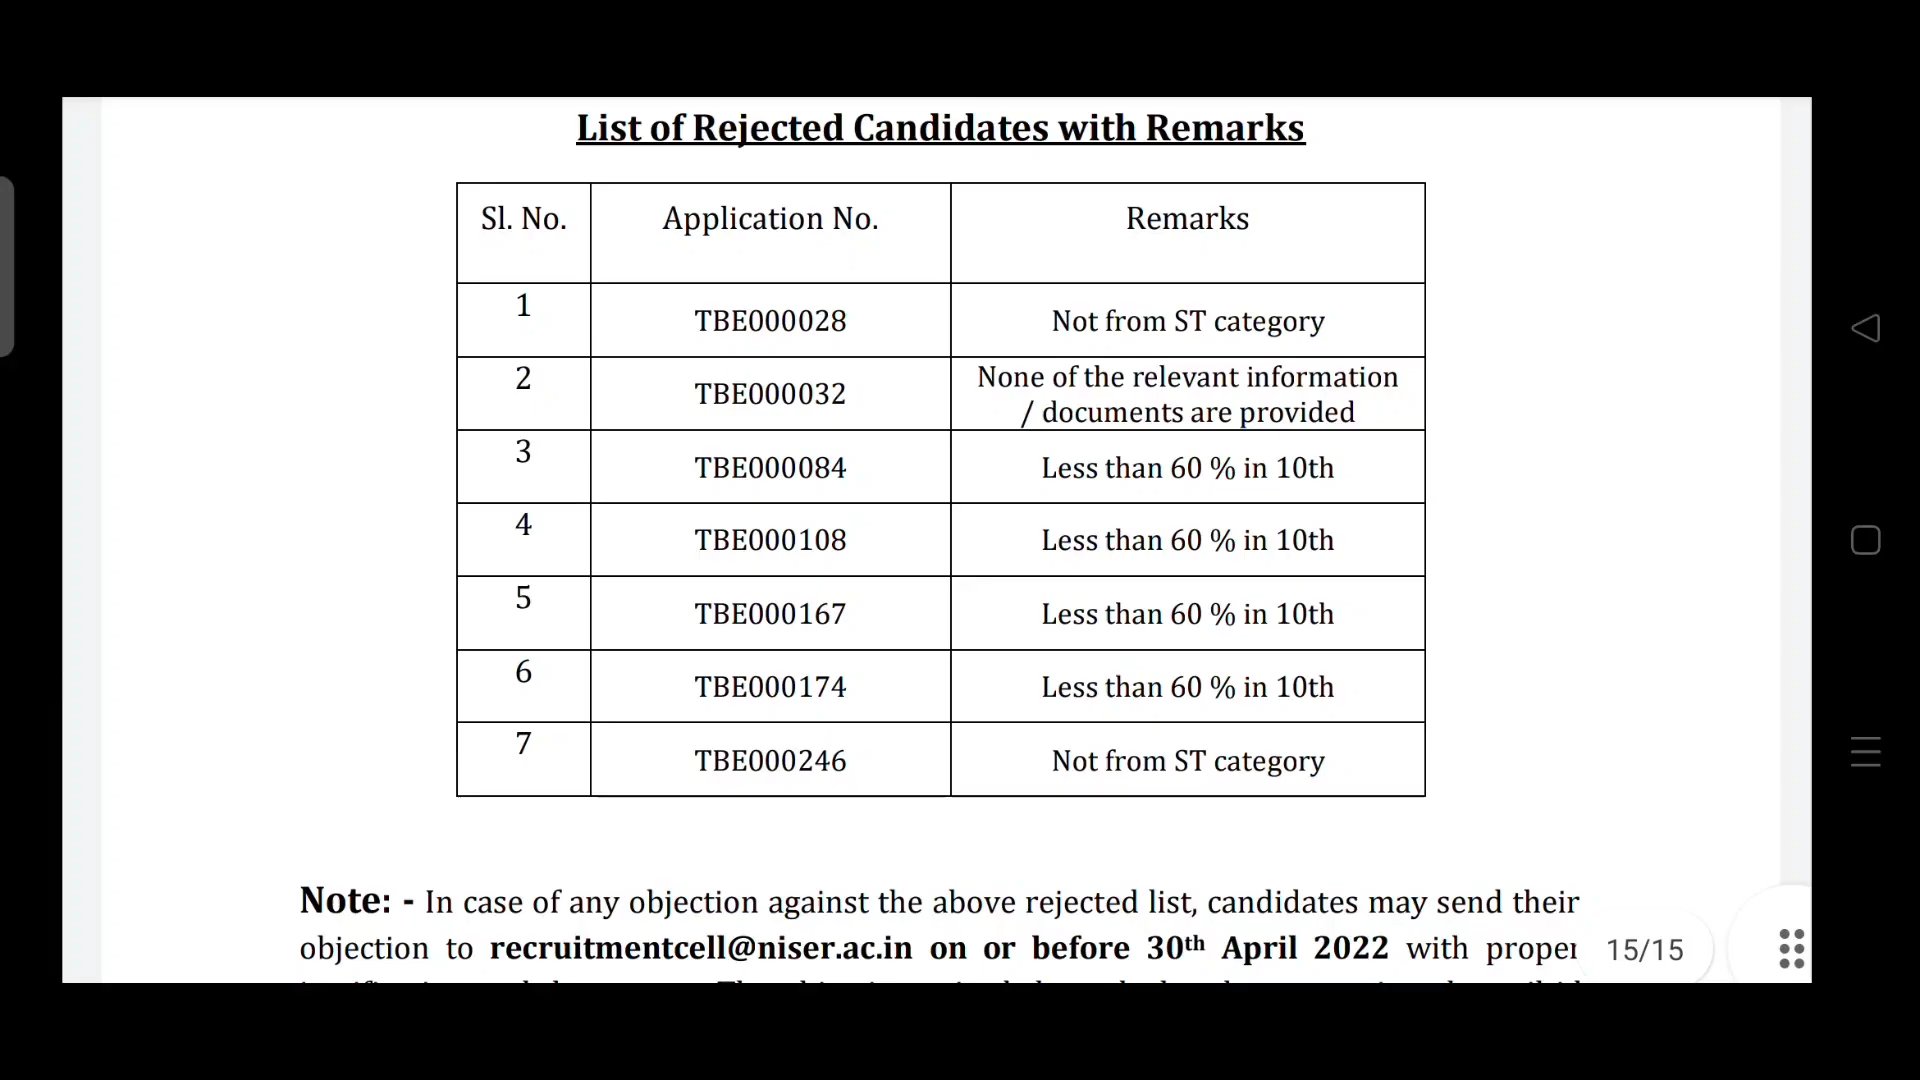 List of Rejected Candidates with Remarks
Sl. No. Application No. Remarks
1 TBE000028 Not from ST category
2 TBE000032 None of the relevant information
/ documents are provided
3 TBE000084 Less than 60 % in 10th
4 TBE000108 Less than 60 % in 10th
5 TBE000167 Less than 60 % in 10th
6 TBE000174 Less than 60 % in 10th
7 TBE000246 Not from ST category
Note: - In case of any objection against the above rejected list, candidates may send their
objection to recruitmentcell@niser.ac.in on or before 30th April 2022 with proper
15/15